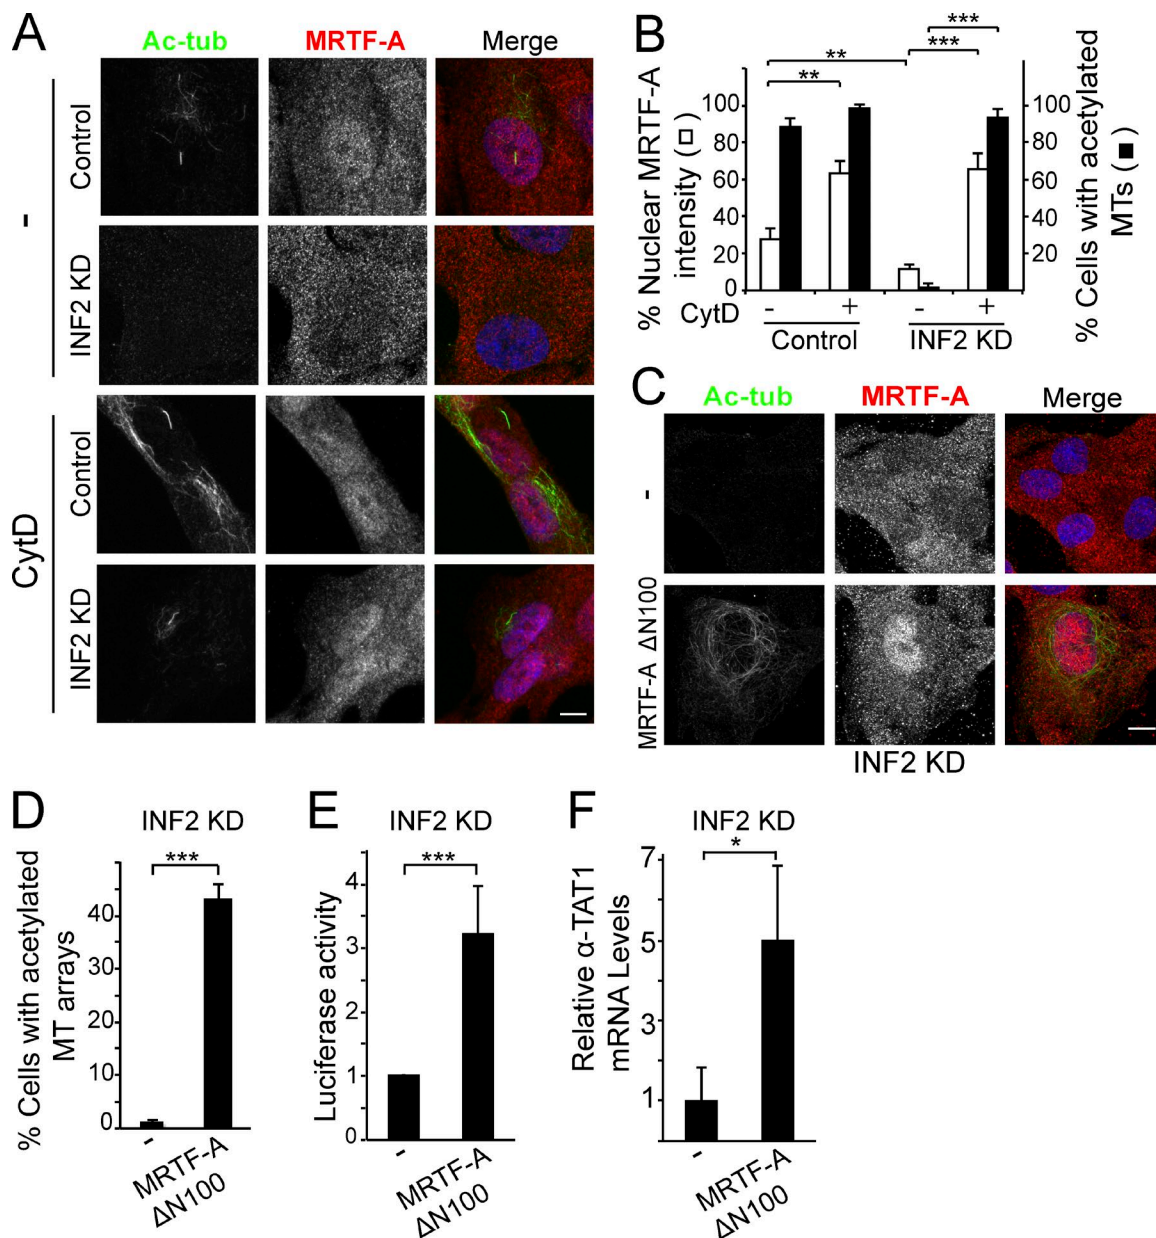 A
Ac-tub MRTF-A Merge
-
Control
INF2 KD
CytD
Control
INF2 KD
B
% Nuclear MRTF-A
intensity (□)
100
80
60
40
20
0
** ** *** ***
100
80
60
40
20
% Cells with acetylated
MTs (■)
CytD - + - +
Control INF2 KD
C
Ac-tub MRTF-A Merge
-
MRTF-A ΔN100
INF2 KD
D
INF2 KD
***
% Cells with acetylated
MT arrays
40
30
20
10
0
-
MRTF-A
ΔN100
E
INF2 KD
***
Luciferase activity
4
3
2
1
0
-
MRTF-A
ΔN100
F
INF2 KD
*
Relative α-TAT1
mRNA Levels
7
5
3
1
-
MRTF-A
ΔN100